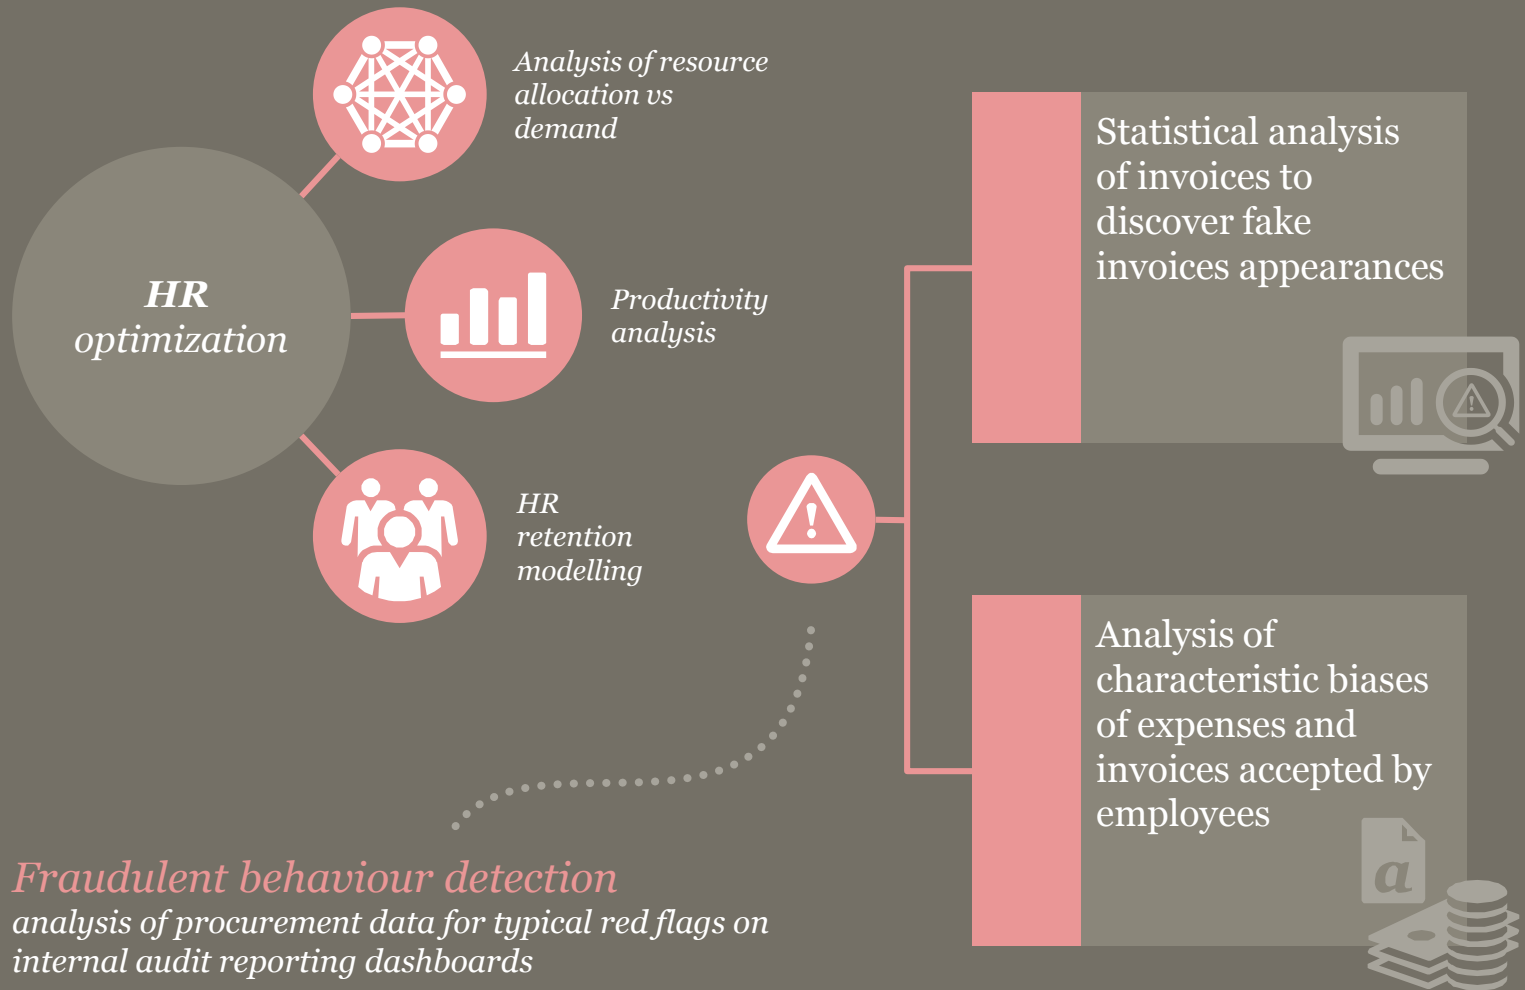 Analysis of resource
allocation vs
demand
HR
optimization
Productivity
analysis
HR
retention
modelling
Statistical analysis
of invoices to
discover fake
invoices appearances
Analysis of
characteristic biases
of expenses and
invoices accepted by
employees
a
Fraudulent behaviour detection
analysis of procurement data for typical red flags on
internal audit reporting dashboards